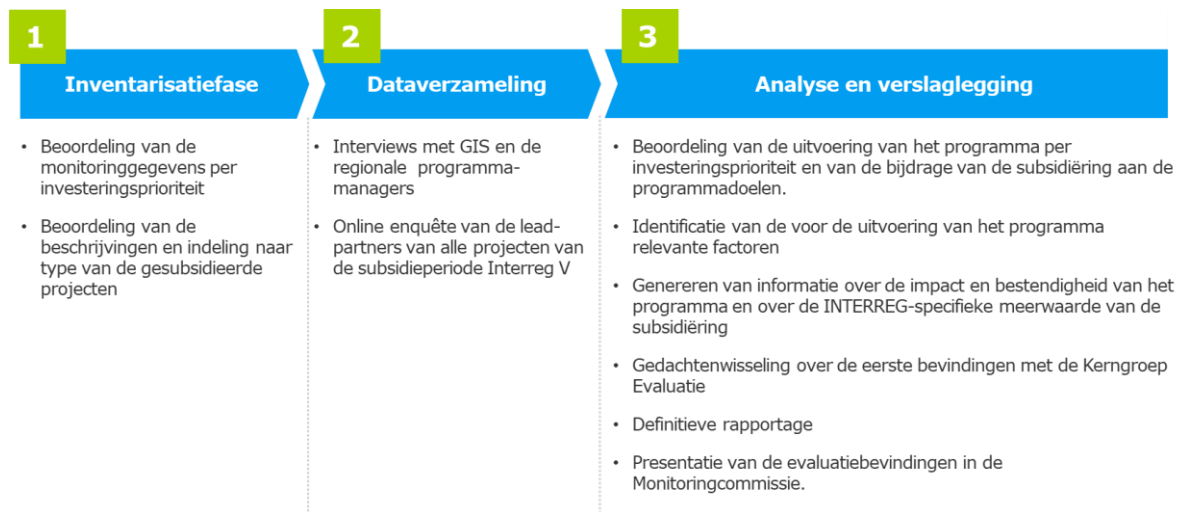 1
Inventarisatiefase
• Beoordeling van de
monitoringgegevens per
investeringsprioriteit
• Beoordeling van de
beschrijvingen en indeling naar
type van de gesubsidieerde
projecten
2
Dataverzameling
• Interviews met GIS en de
regionale programma-
managers
• Online enquête van de lead-
partners van alle projecten van
de subsidieperiode Interreg V
3
Analyse en verslaglegging
• Beoordeling van de uitvoering van het programma per
investeringsprioriteit en van de bijdrage van de subsidiëring aan de
programmadoelen.
• Identificatie van de voor de uitvoering van het programma
relevante factoren
• Genereren van informatie over de impact en bestendigheid van het
programma en over de INTERREG-specifieke meerwaarde van de
subsidiëring
• Gedachtenwisseling over de eerste bevindingen met de Kerngroep
Evaluatie
• Definitieve rapportage
• Presentatie van de evaluatiebevindingen in de
Monitoringcommissie.